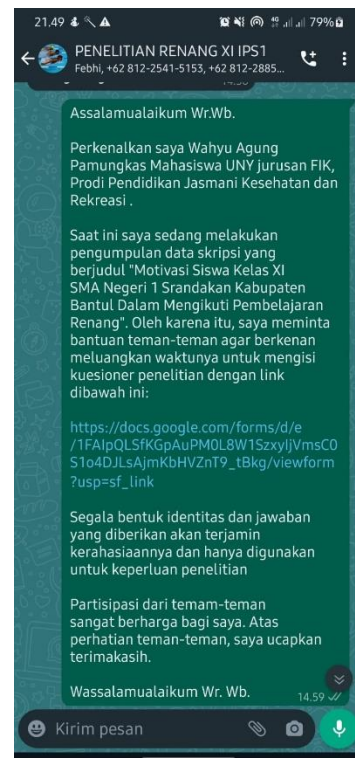 21.49
79%
PENELITIAN RENANG XI IPS1
Febhi, +62 812-2541-5153, +62 812-2885...
Assalamualaikum Wr.Wb.
Perkenalkan saya Wahyu Agung
Pamungkas Mahasiswa UNY jurusan FIK,
Prodi Pendidikan Jasmani Kesehatan dan
Rekreasi .
Saat ini saya sedang melakukan
pengumpulan data skripsi yang
berjudul "Motivasi Siswa Kelas XI
SMA Negeri 1 Srandakan Kabupaten
Bantul Dalam Mengikuti Pembelajaran
Renang". Oleh karena itu, saya meminta
bantuan teman-teman agar berkenan
meluangkan waktunya untuk mengisi
kuesioner penelitian dengan link
dibawah ini:
https://docs.google.com/forms/d/e
/1FAIpQLSfKGpAuPM0L8W1SzxyIjVmsC0
S1o4DJLsAjmKbHVZnT9_tBkg/viewform
?usp=sf_link
Segala bentuk identitas dan jawaban
yang diberikan akan terjamin
kerahasiaannya dan hanya digunakan
untuk keperluan penelitian
Partisipasi dari temam-teman
sangat berharga bagi saya. Atas
perhatian teman-teman, saya ucapkan
terimakasih.
Wassalamualaikum Wr. Wb.
14.59
Kirim pesan